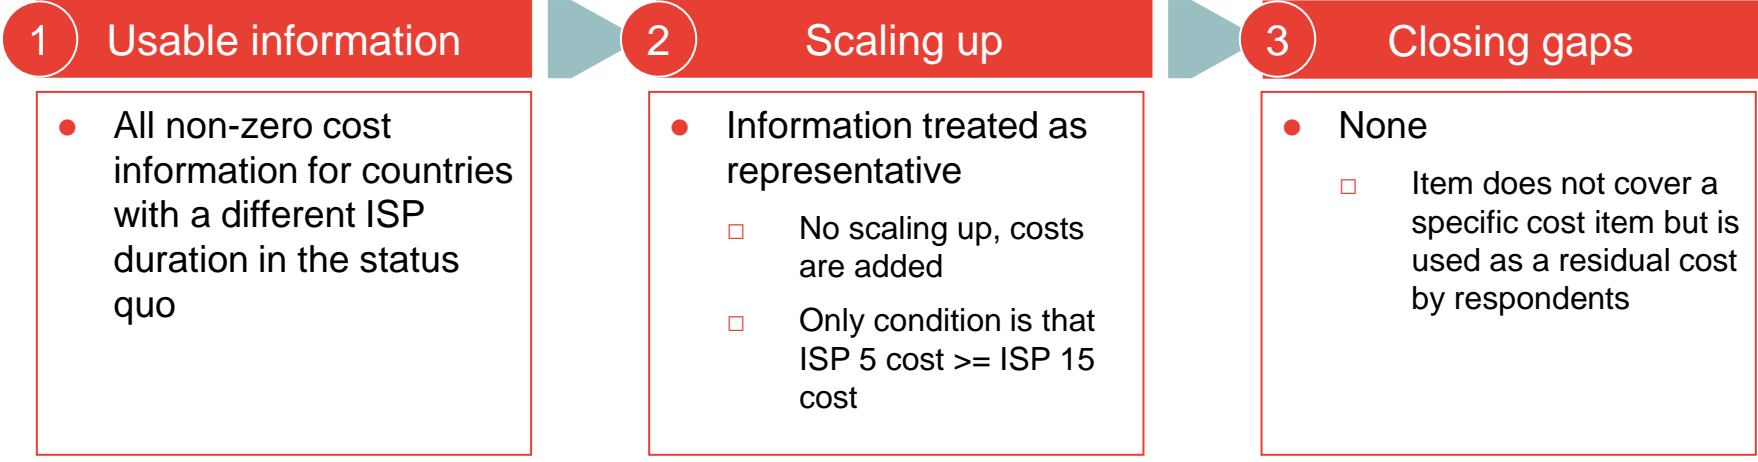 1 Usable information
● All non-zero cost
information for countries
with a different ISP
duration in the status
quo
2 Scaling up
● Information treated as
representative
□ No scaling up, costs
are added
□ Only condition is that
ISP 5 cost >= ISP 15
cost
3 Closing gaps
● None
□ Item does not cover a
specific cost item but is
used as a residual cost
by respondents